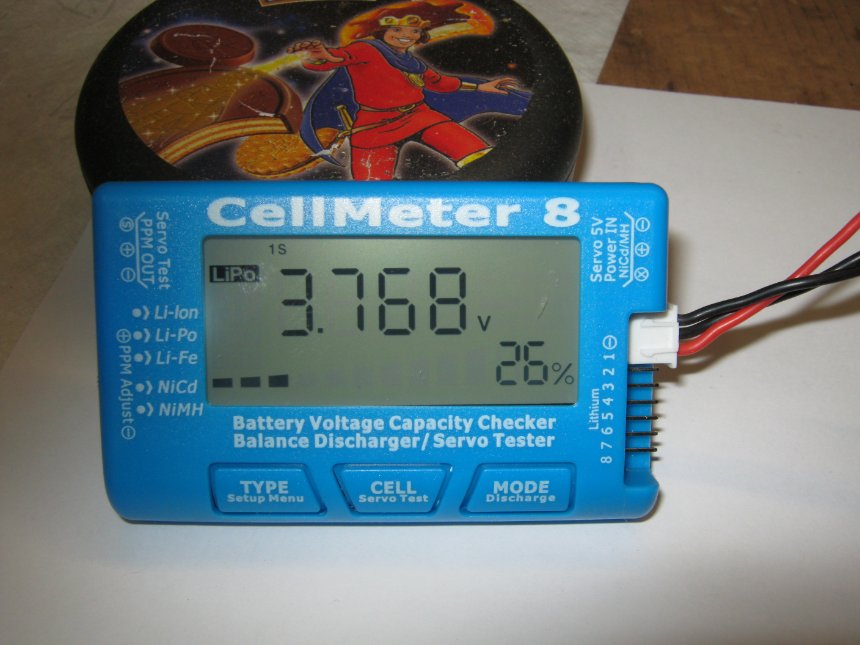 CellMeter 8
Servo Test
PPM OUT
S ⊕ ⊖
Servo 5V
Power IN
NiCd/MH
⊖ ⊕ ⊗
1S
LiPo
3.768 v
26%
Li-Ion
Li-Po
Li-Fe
NiCd
NiMH
⊕ PPM Adjust ⊖
Lithium
8 7 6 5 4 3 2 1 ⊖
Battery Voltage Capacity Checker
Balance Discharger/Servo Tester
TYPE
Setup Menu
CELL
Servo Test
MODE
Discharge